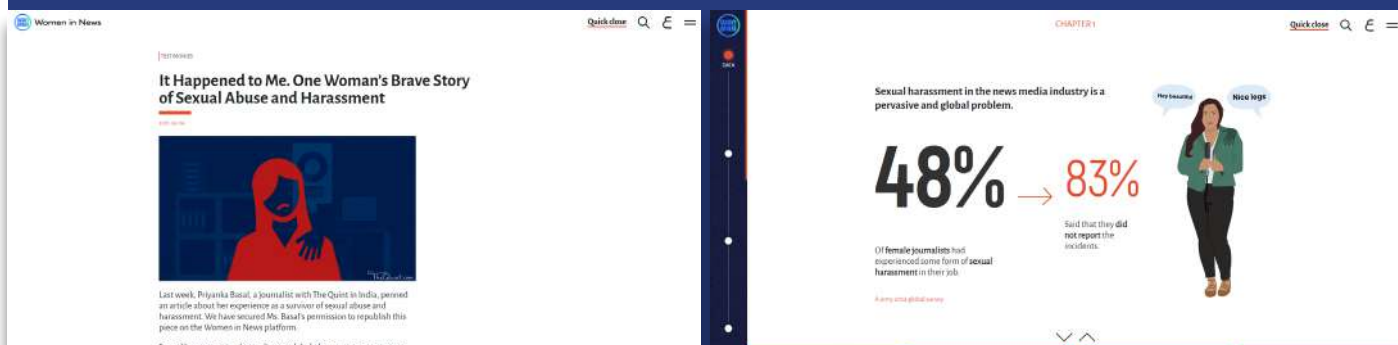 Women in News
Quick close
TESTIMONIES
It Happened to Me. One Woman's Brave Story
of Sexual Abuse and Harassment
Last week, Priyanka Basal, a journalist with The Quint in India, penned
an article about her experience as a survivor of sexual abuse and
harassment. We have secured Ms. Basal's permission to republish this
piece on the Women in News platform.
CHAPTER 1
Quick close
DATA
Sexual harassment in the news media industry is a
pervasive and global problem.
Hey beautiful
Nice legs
48%
83%
Said that they did
not report the
incidents.
Of female journalists had
experienced some form of sexual
harassment in their job.
global survey